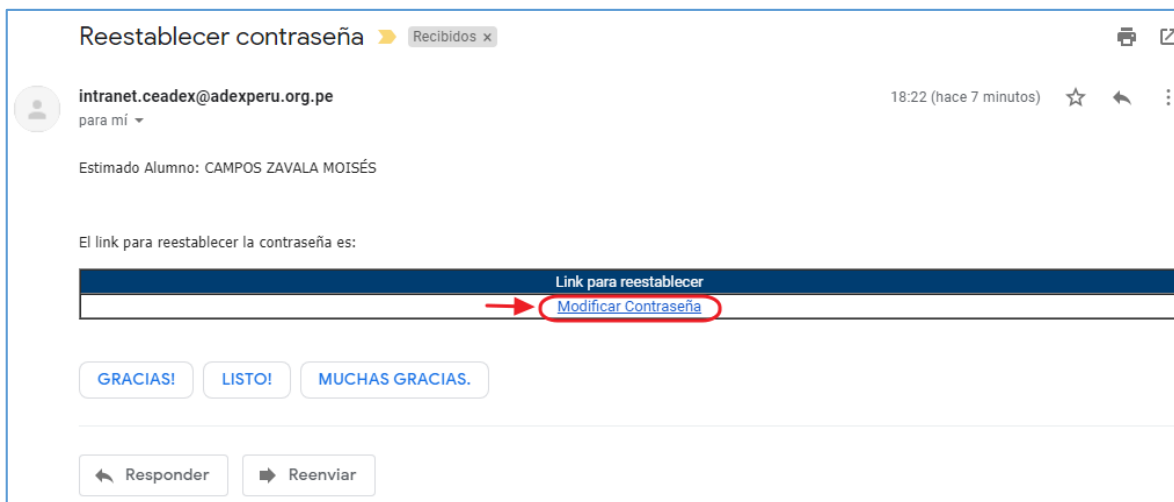 Reestablecer contraseña Recibidos x
intranet.ceadex@adexperu.org.pe 18:22 (hace 7 minutos)
para mí
Estimado Alumno: CAMPOS ZAVALA MOISÉS
El link para reestablecer la contraseña es:
Link para reestablecer
Modificar Contraseña
GRACIAS! LISTO! MUCHAS GRACIAS.
Responder Reenviar